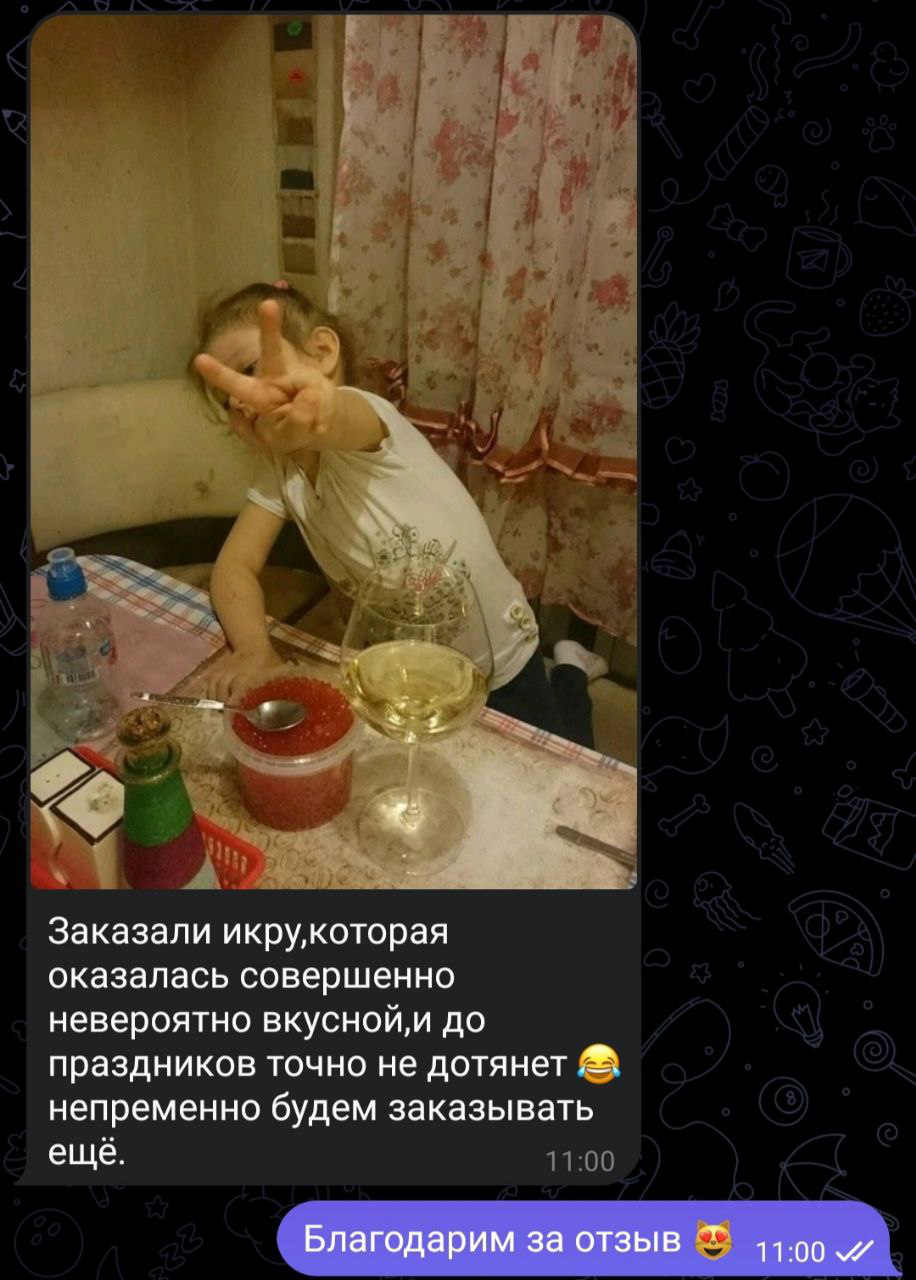 Заказали икру,которая
оказалась совершенно
невероятно вкусной,и до
праздников точно не дотянет 😂
непременно будем заказывать
ещё.
11:00
Благодарим за отзыв 😻
11:00